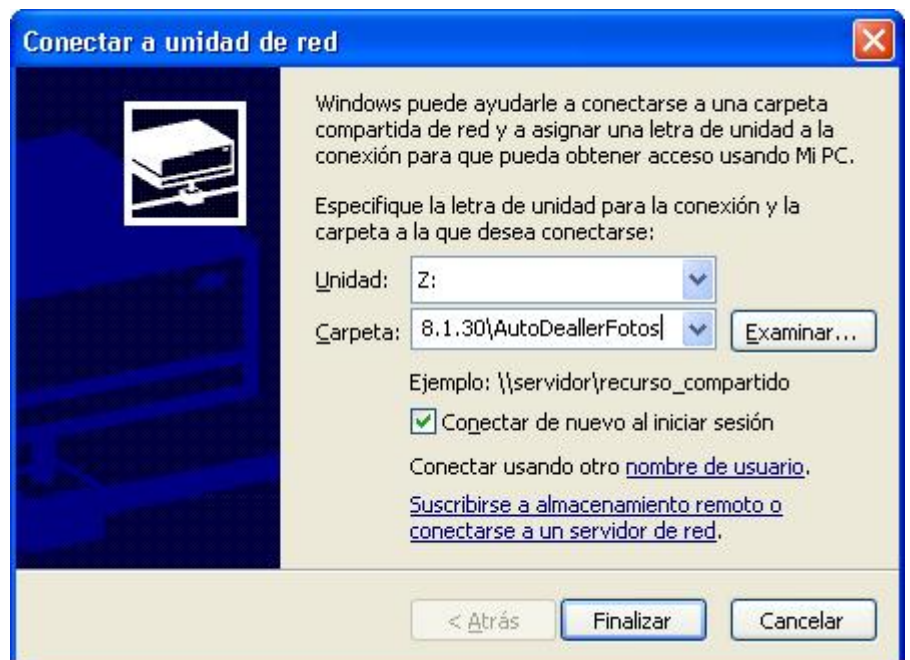 Conectar a unidad de red
Windows puede ayudarle a conectarse a una carpeta
compartida de red y a asignar una letra de unidad a la
conexión para que pueda obtener acceso usando Mi PC.
Especifique la letra de unidad para la conexión y la
carpeta a la que desea conectarse:
Unidad: Z:
Carpeta: 8.1.30\AutoDeallerFotos Examinar...
Ejemplo: \\servidor\recurso_compartido
Conectar de nuevo al iniciar sesión
Conectar usando otro nombre de usuario.
Suscribirse a almacenamiento remoto o
conectarse a un servidor de red.
< Atrás Finalizar Cancelar